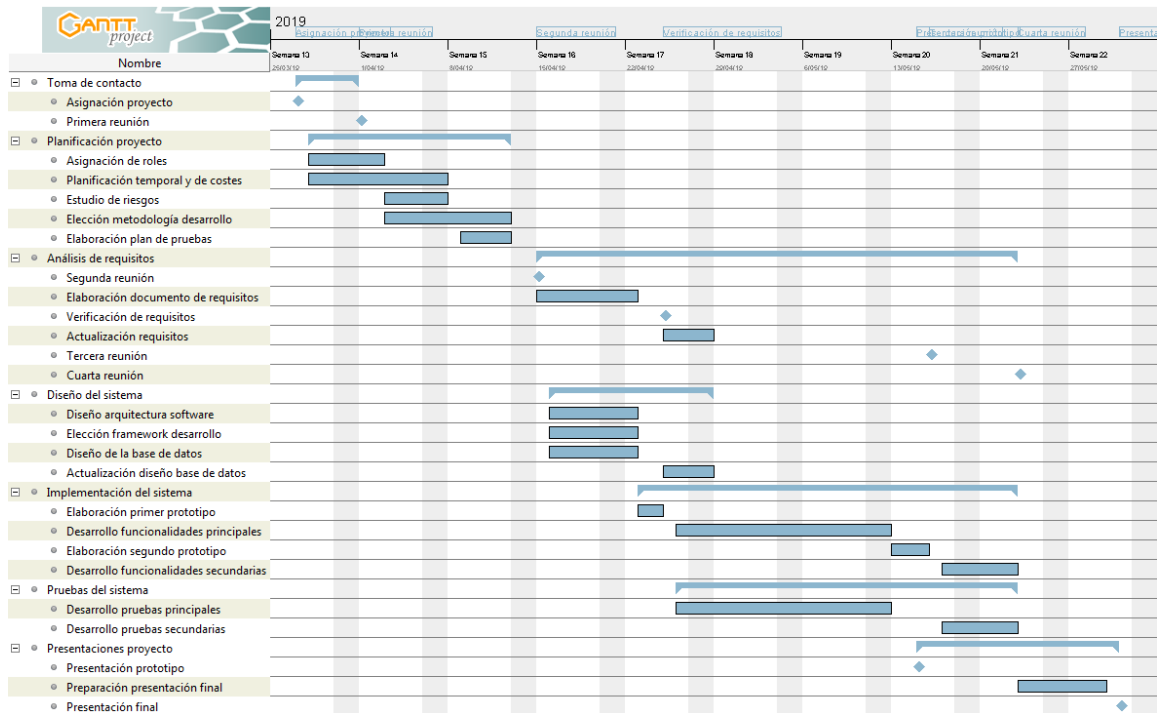 GANTT
project
2019
Asignación proyecto
Primera reunión
Segunda reunión
Verificación de requisitos
Cuarta reunión
Presenta
Semana 13
Semana 14
Semana 15
Semana 16
Semana 17
Semana 18
Semana 19
Semana 20
Semana 21
Semana 22
25/03/19
1/04/19
8/04/19
15/04/19
22/04/19
29/04/19
6/05/19
13/05/19
20/05/19
27/05/19
Nombre
Toma de contacto
Asignación proyecto
Primera reunión
Planificación proyecto
Asignación de roles
Planificación temporal y de costes
Estudio de riesgos
Elección metodología desarrollo
Elaboración plan de pruebas
Análisis de requisitos
Segunda reunión
Elaboración documento de requisitos
Verificación de requisitos
Actualización requisitos
Tercera reunión
Cuarta reunión
Diseño del sistema
Diseño arquitectura software
Elección framework desarrollo
Diseño de la base de datos
Actualización diseño base de datos
Implementación del sistema
Elaboración primer prototipo
Desarrollo funcionalidades principales
Elaboración segundo prototipo
Desarrollo funcionalidades secundarias
Pruebas del sistema
Desarrollo pruebas principales
Desarrollo pruebas secundarias
Presentaciones proyecto
Presentación prototipo
Preparación presentación final
Presentación final